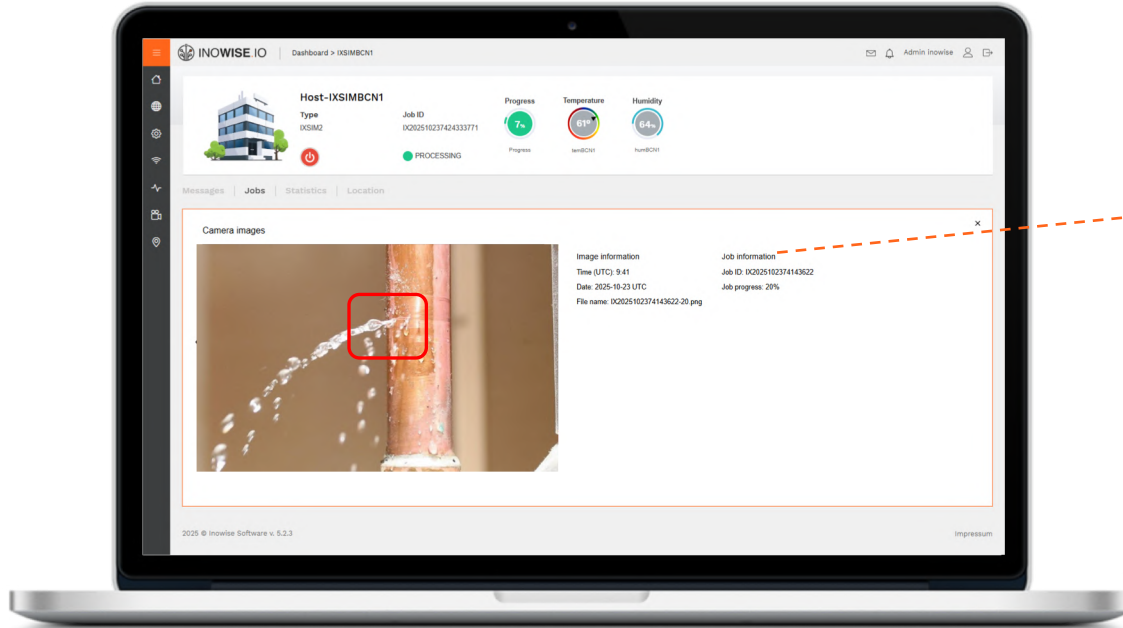 INOWISE.IO
Dashboard > IXSIMBCN1
Admin inowise
Host-IXSIMBCN1
Type
IXSIM2
Job ID
IX202510237424333771
PROCESSING
Progress
7%
Progress
Temperature
61º
temBCN1
Humidity
64%
humBCN1
Messages | Jobs | Statistics | Location
Camera images
×
Image information
Time (UTC): 9:41
Date: 2025-10-23 UTC
File name: IX2025102374143622-20.png
Job information
Job ID: IX2025102374143622
Job progress: 20%
2025 © Inowise Software v. 5.2.3
Impressum